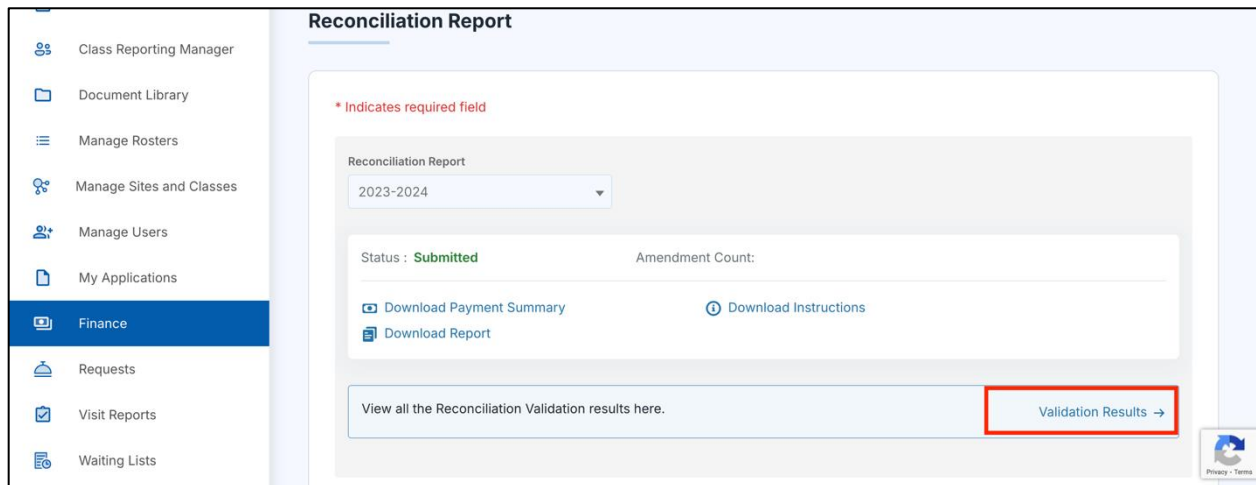 Reconciliation Report
Class Reporting Manager
Document Library
Manage Rosters
Manage Sites and Classes
Manage Users
My Applications
Finance
Requests
Visit Reports
Waiting Lists
* Indicates required field
Reconciliation Report
2023-2024
Status : Submitted
Amendment Count:
Download Payment Summary
Download Instructions
Download Report
View all the Reconciliation Validation results here.
Validation Results →
Privacy - Terms